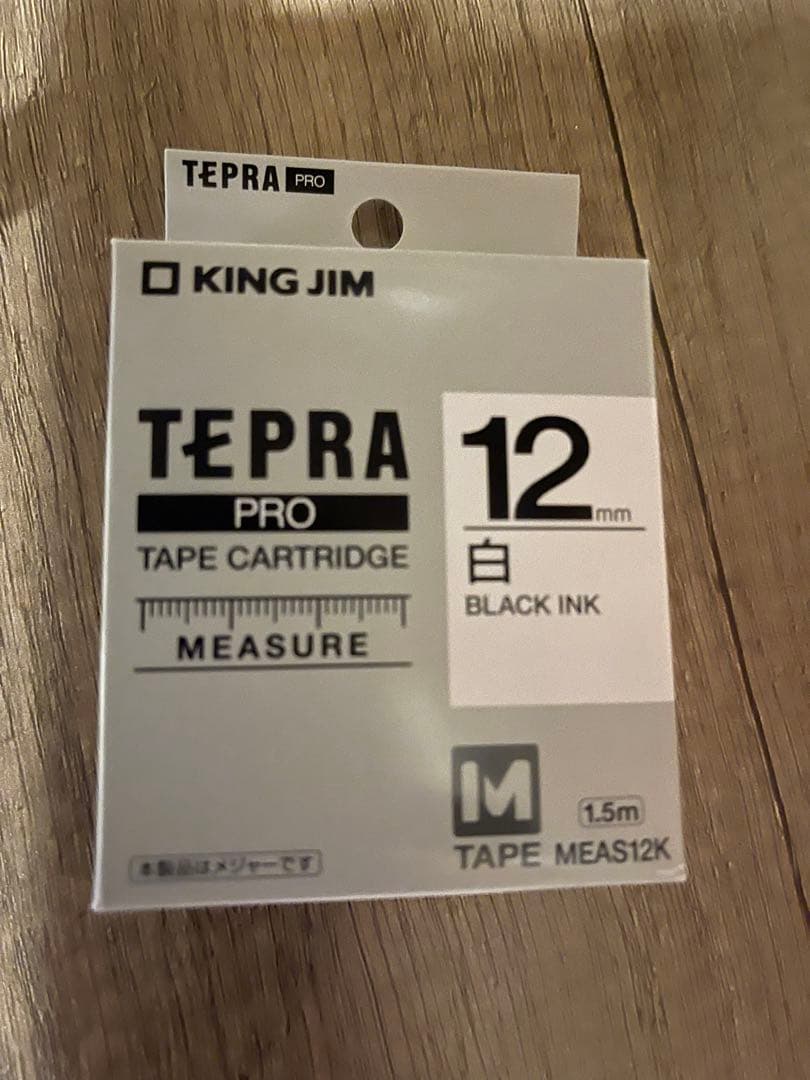 TEPRA PRO
KING JIM
TEPRA
PRO
TAPE CARTRIDGE
MEASURE
12mm
白
BLACK INK
M
1.5m
TAPE MEAS12K
本製品はメジャーです